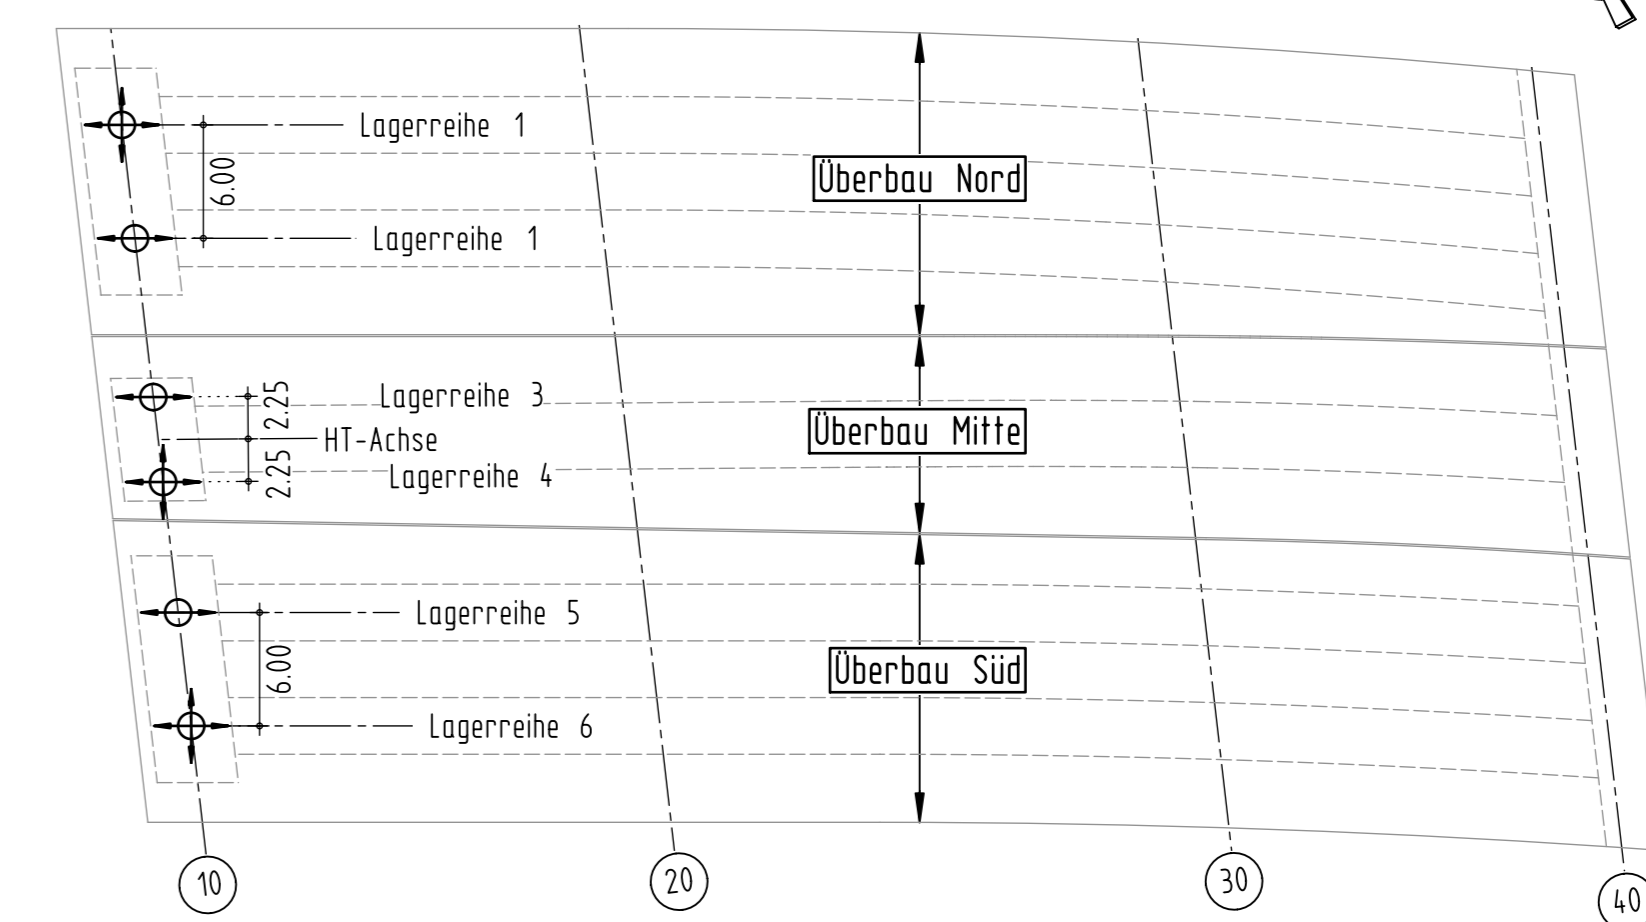 Lagerreihe 1
6.00
Überbau Nord
Lagerreihe 1
Lagerreihe 3
2.25
HT-Achse
Überbau Mitte
2.25
Lagerreihe 4
Lagerreihe 5
6.00
Überbau Süd
Lagerreihe 6
10
20
30
40